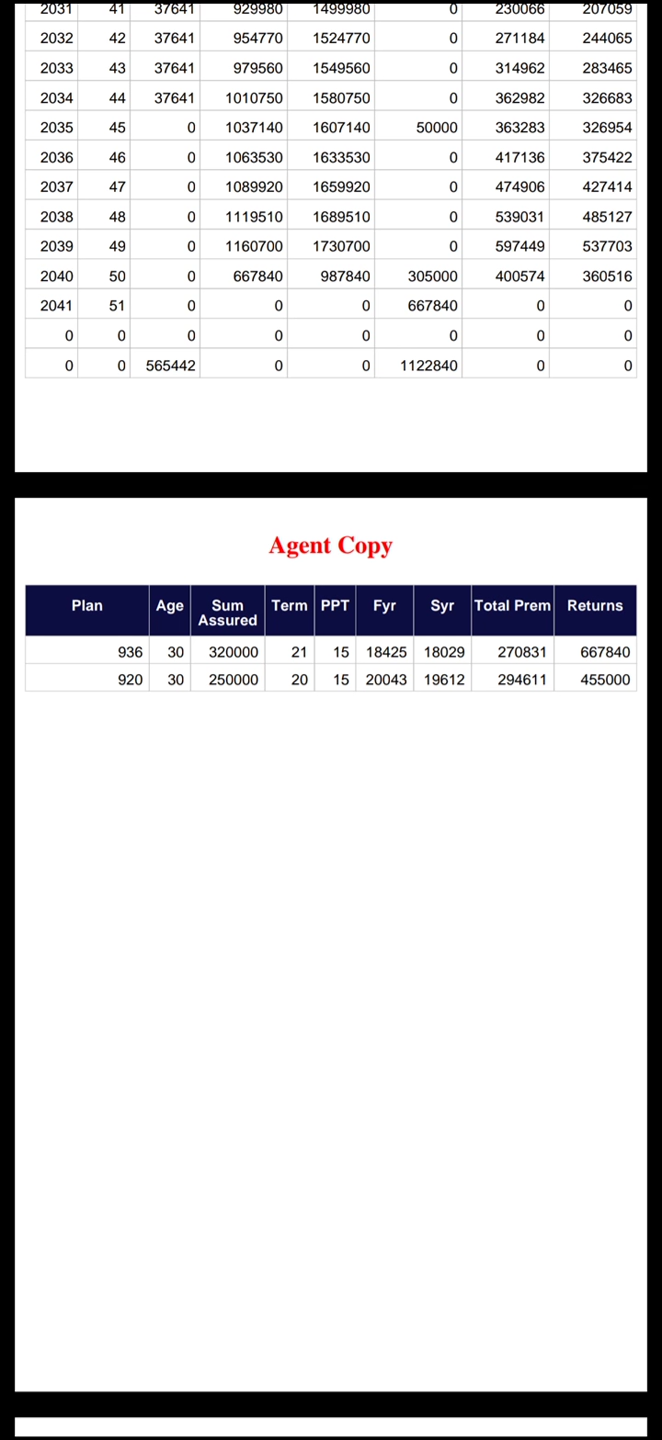 2031 41 37641 929980 1499980 0 230066 207059
2032 42 37641 954770 1524770 0 271184 244065
2033 43 37641 979560 1549560 0 314962 283465
2034 44 37641 1010750 1580750 0 362982 326683
2035 45 0 1037140 1607140 50000 363283 326954
2036 46 0 1063530 1633530 0 417136 375422
2037 47 0 1089920 1659920 0 474906 427414
2038 48 0 1119510 1689510 0 539031 485127
2039 49 0 1160700 1730700 0 597449 537703
2040 50 0 667840 987840 305000 400574 360516
2041 51 0 0 0 667840 0 0
0 0 0 0 0 0 0 0
0 0 565442 0 0 1122840 0 0
Agent Copy
Plan Age Sum Assured Term PPT Fyr Syr Total Prem Returns
936 30 320000 21 15 18425 18029 270831 667840
920 30 250000 20 15 20043 19612 294611 455000